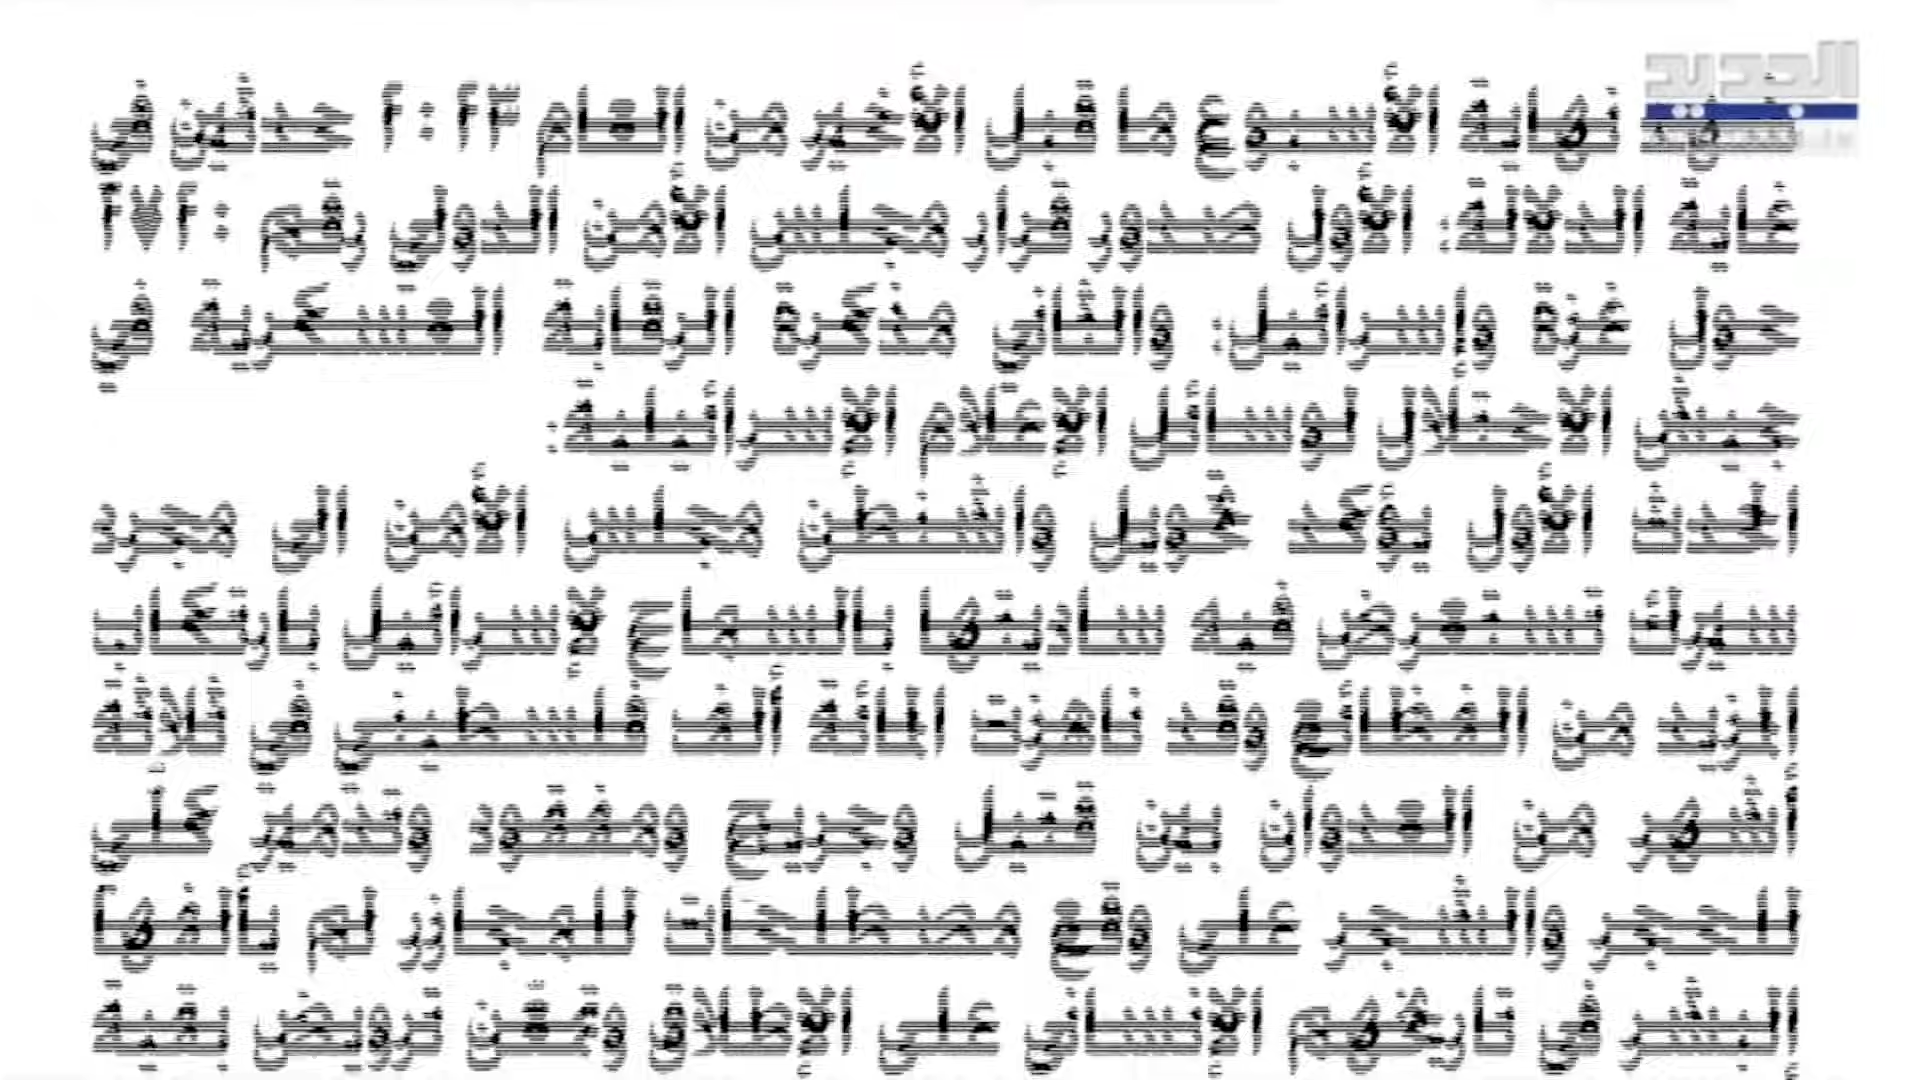 الجديد
نهاية الأسبوع ما قبل الأخير من العام ٢٠٢٣ حدثين في
غاية الدلالة: الأول صدور قرار مجلس الأمن الدولي رقم ٢٧٢٠
حول غزة وإسرائيل. والثاني مذكرة الرقابة العسكرية في
جيش الاحتلال لوسائل الإعلام الإسرائيلية.
الحدث الأول يؤكد تحويل واشنطن مجلس الأمن الى مجرد
سيرك تستعرض فيه ساديتها بالسماح لإسرائيل بارتكاب
المزيد من الفظائع وقد ناهزت المائة ألف فلسطيني في ثلاثة
أشهر من العدوان بين قتيل وجريح ومفقود وتدمير كلي
للحجر والشجر على وقع مصطلحات للمجازر لم يألفها
البشر في تاريخهم الإنساني على الإطلاق وتمعن ترويض بقية